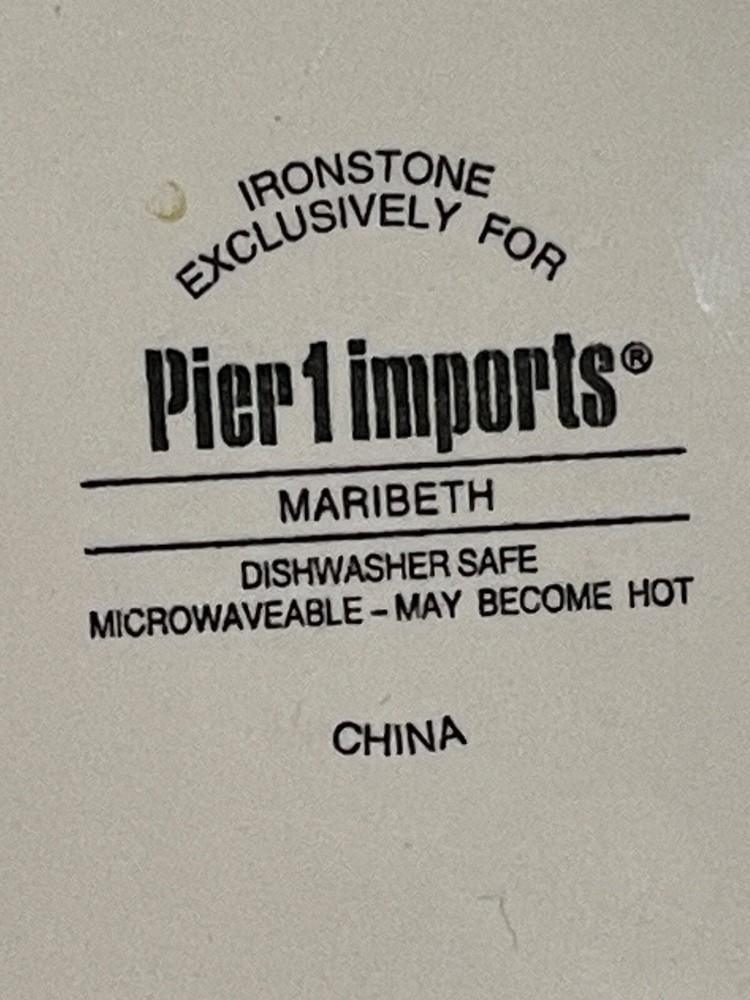 IRONSTONE
EXCLUSIVELY FOR
Pier 1 imports®
MARIBETH
DISHWASHER SAFE
MICROWAVEABLE – MAY BECOME HOT
CHINA